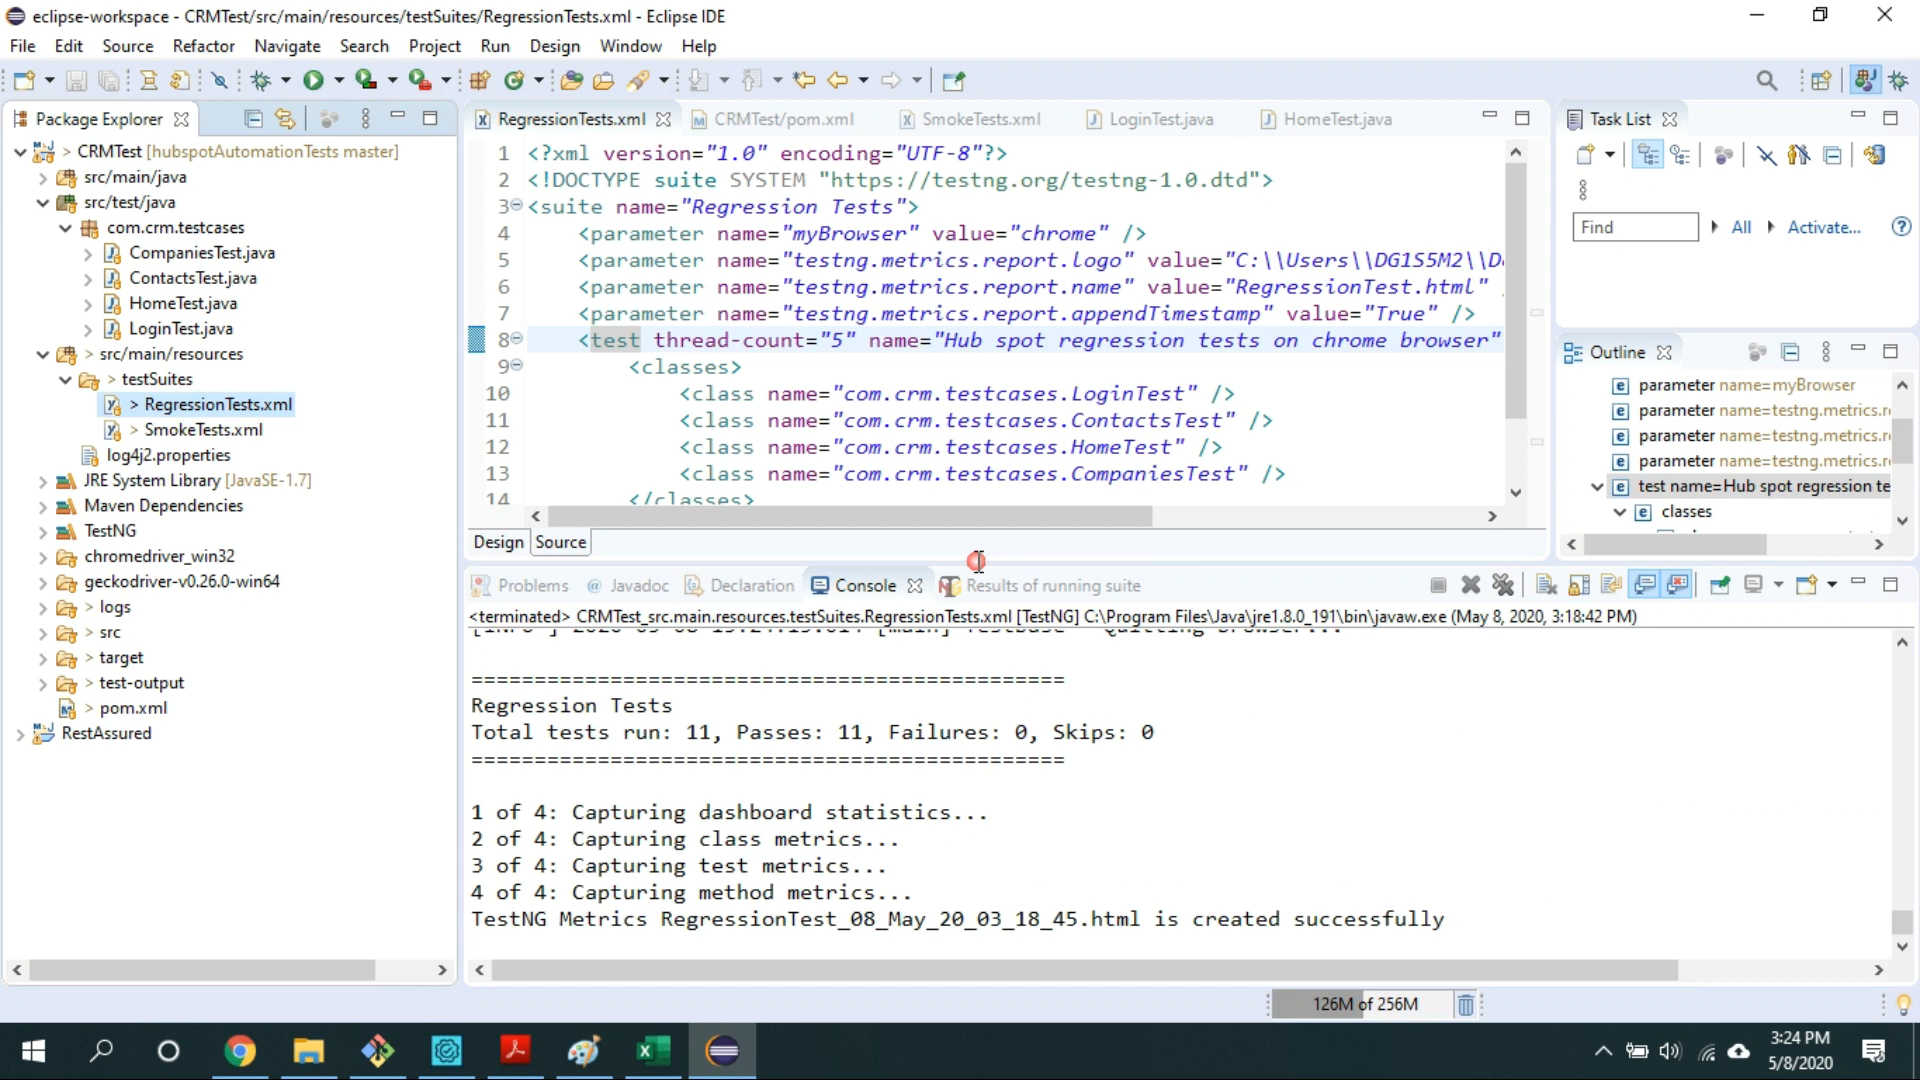 eclipse-workspace - CRMTest/src/main/resources/testSuites/RegressionTests.xml - Eclipse IDE
File Edit Source Refactor Navigate Search Project Run Design Window Help
Package Explorer
> CRMTest [hubspotAutomationTests master]
src/main/java
src/test/java
com.crm.testcases
CompaniesTest.java
ContactsTest.java
HomeTest.java
LoginTest.java
> src/main/resources
> testSuites
> RegressionTests.xml
> SmokeTests.xml
log4j2.properties
JRE System Library [JavaSE-1.7]
Maven Dependencies
TestNG
chromedriver_win32
geckodriver-v0.26.0-win64
> logs
> src
> target
> test-output
> pom.xml
RestAssured
RegressionTests.xml CRMTest/pom.xml SmokeTests.xml LoginTest.java HomeTest.java
1 <?xml version="1.0" encoding="UTF-8"?>
2 <!DOCTYPE suite SYSTEM "https://testng.org/testng-1.0.dtd">
3 <suite name="Regression Tests">
4 <parameter name="myBrowser" value="chrome" />
5 <parameter name="testng.metrics.report.logo" value="C:\\Users\\DG1S5M2\\D
6 <parameter name="testng.metrics.report.name" value="RegressionTest.html"
7 <parameter name="testng.metrics.report.appendTimestamp" value="True" />
8 <test thread-count="5" name="Hub spot regression tests on chrome browser"
9 <classes>
10 <class name="com.crm.testcases.LoginTest" />
11 <class name="com.crm.testcases.ContactsTest" />
12 <class name="com.crm.testcases.HomeTest" />
13 <class name="com.crm.testcases.CompaniesTest" />
14 </classes>
Design Source
Task List
Find All Activate...
Outline
parameter name=myBrowser
parameter name=testng.metrics.r
parameter name=testng.metrics.r
parameter name=testng.metrics.r
test name=Hub spot regression te
classes
Problems Javadoc Declaration Console Results of running suite
<terminated> CRMTest_src.main.resources.testSuites.RegressionTests.xml [TestNG] C:\Program Files\Java\jre1.8.0_191\bin\javaw.exe (May 8, 2020, 3:18:42 PM)
===============================================
Regression Tests
Total tests run: 11, Passes: 11, Failures: 0, Skips: 0
===============================================
1 of 4: Capturing dashboard statistics...
2 of 4: Capturing class metrics...
3 of 4: Capturing test metrics...
4 of 4: Capturing method metrics...
TestNG Metrics RegressionTest_08_May_20_03_18_45.html is created successfully
126M of 256M
3:24 PM
5/8/2020